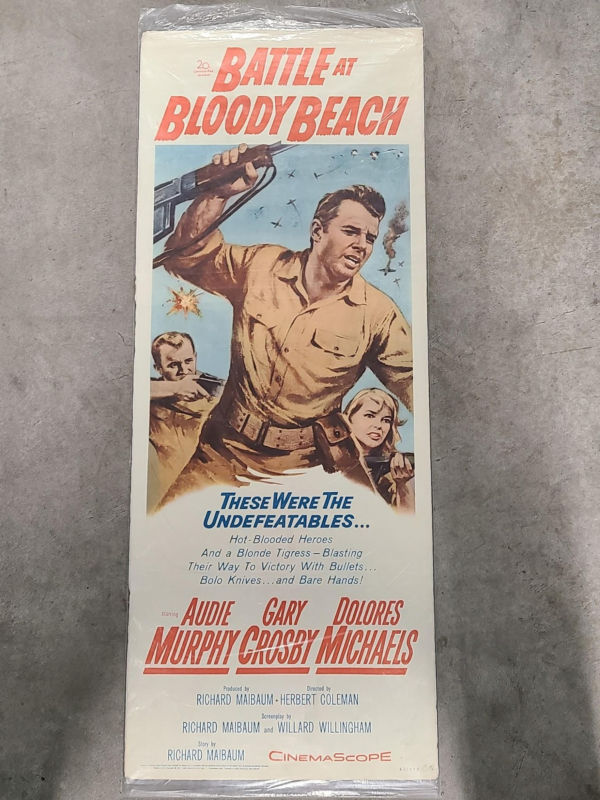 20
BATTLE AT
BLOODY BEACH
THESE WERE THE
UNDEFEATABLES...
Hot-Blooded Heroes
And a Blonde Tigress-Blasting
Their Way To Victory With Bullets...
Bolo Knives...and Bare Hands!
starring
AUDIE MURPHY
GARY CROSBY
DOLORES MICHAELS
Produced by
RICHARD MAIBAUM •
Directed by
HERBERT COLEMAN
Screenplay by
RICHARD MAIBAUM and WILLARD WILLINGHAM
Story by
RICHARD MAIBAUM
CINEMASCOPE